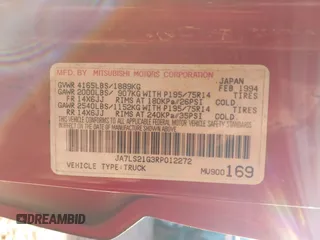 MFD BY MITSUBISHI MOTORS CORPORATION JAPAN
GVWR 4165LBS/1889KG FEB 1994
GAWR 2000LBS/ 907KG WITH P195/75R14
FR 14X6JJ RIMS AT 180KPa/26PSI COLD
GAWR 2540LBS/1152KG WITH P195/75R14
RR 14X6JJ RIMS AT 240KPa/35PSI COLD
JA7LS21G3RP012272
VEHICLE TYPE:TRUCK MU900 169
© DREAMBID